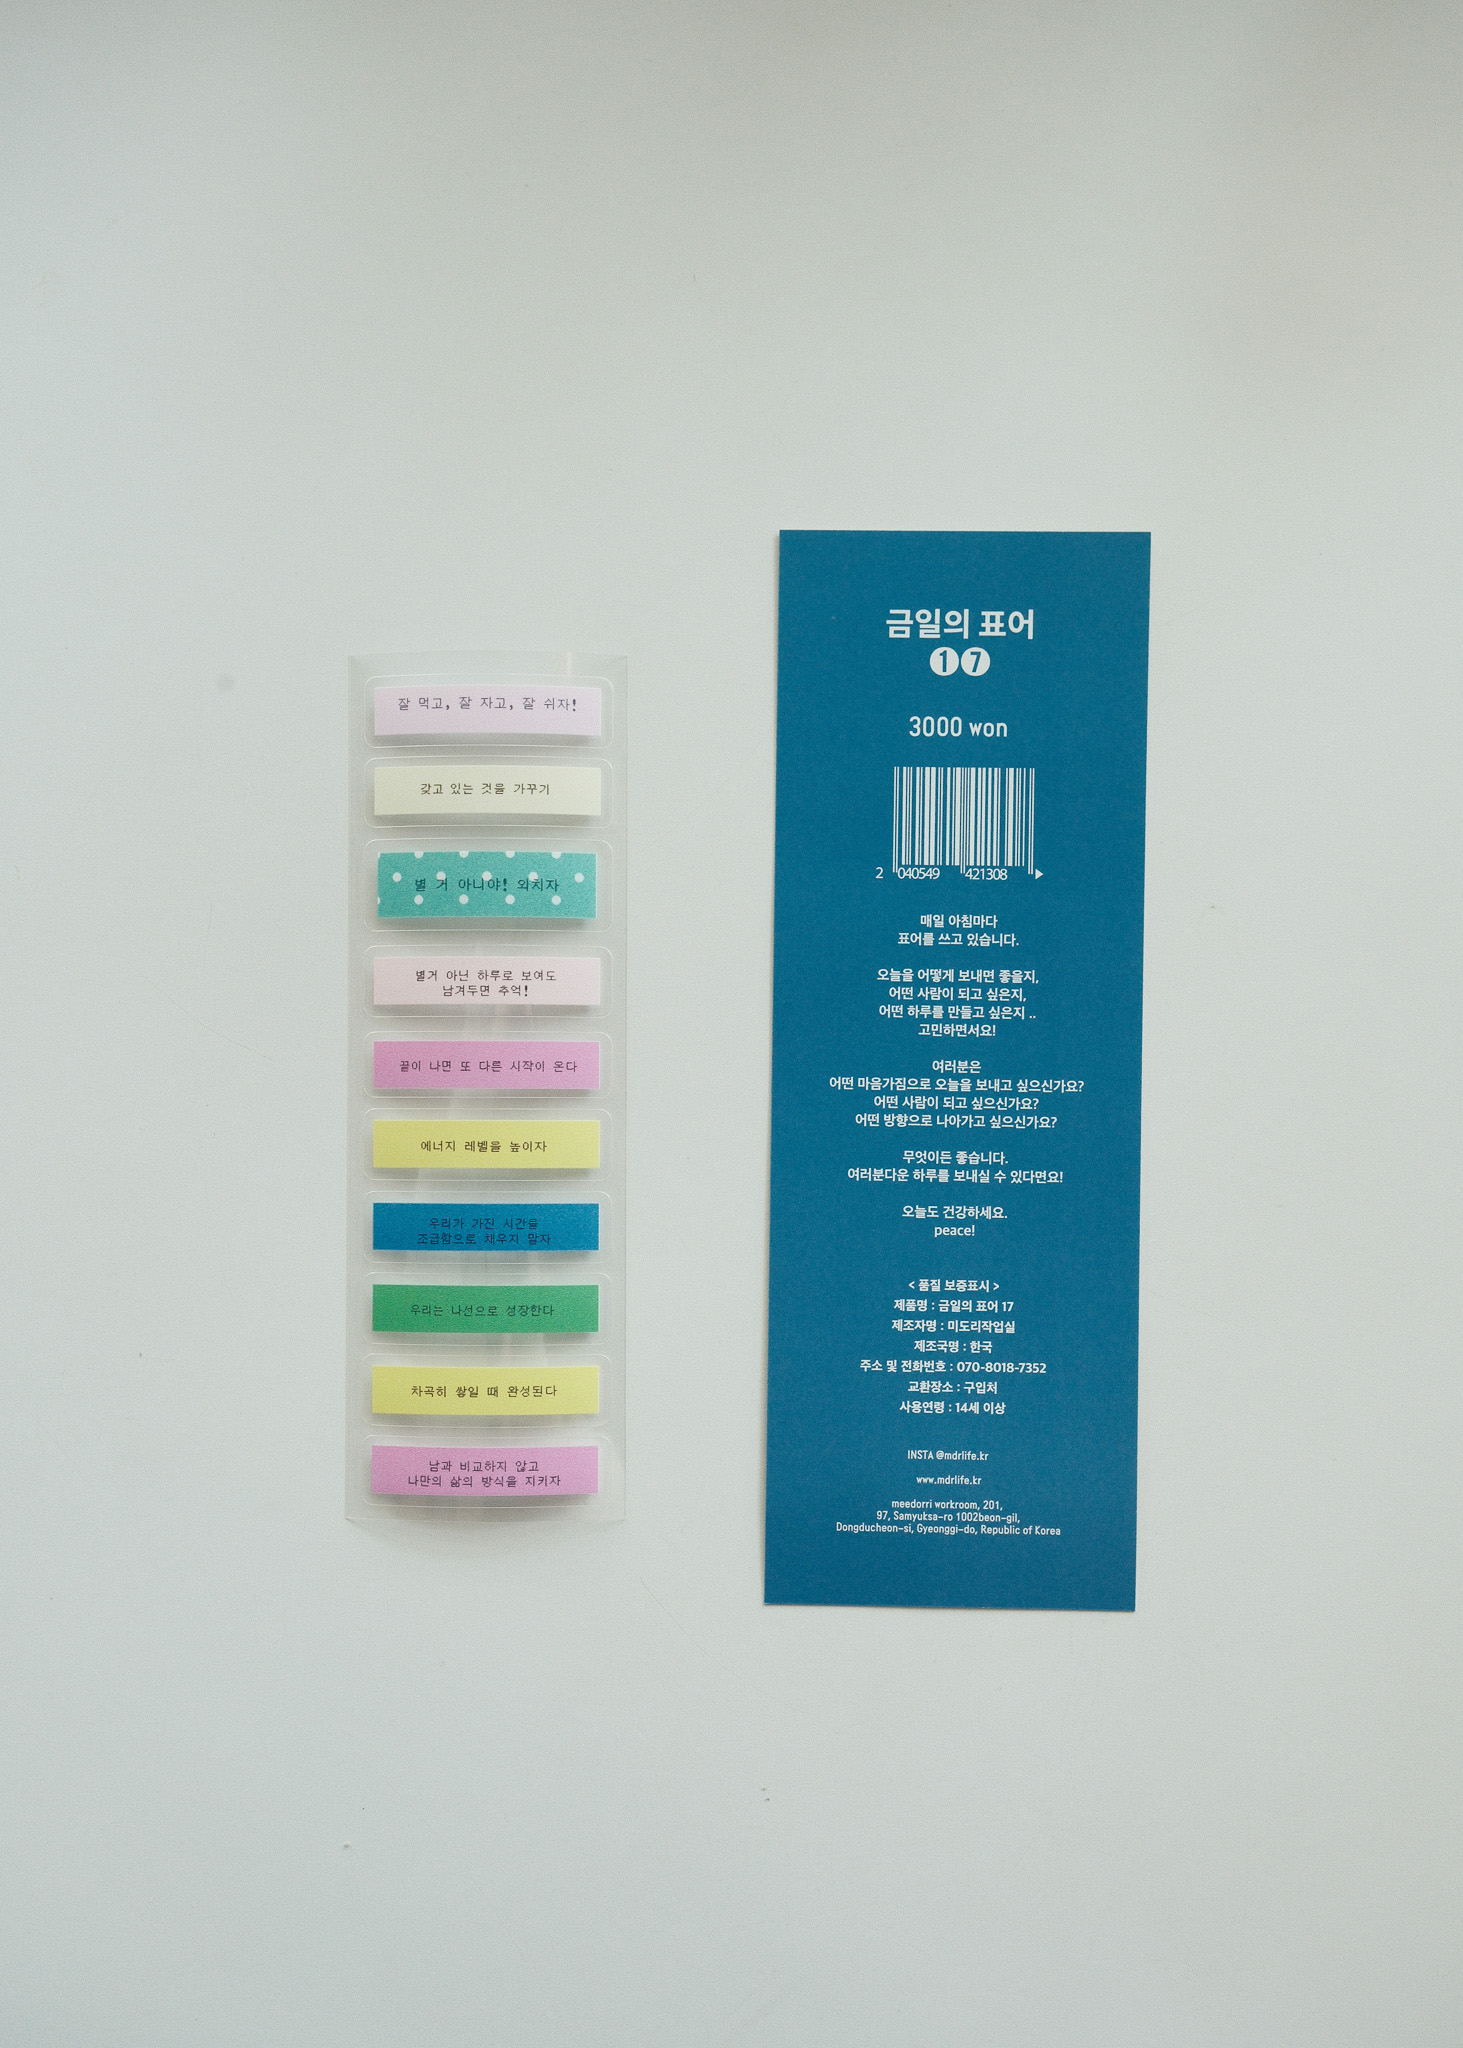 잘 먹고, 잘 자고, 잘 쉬자!
갖고 있는 것을 가꾸기
별 거 아니야! 외치자
별거 아닌 하루로 보여도
남겨두면 추억!
끝이 나면 또 다른 시작이 온다
에너지 레벨을 높이자
우리가 가진 시간을
조급함으로 채우지 말자
우리는 나선으로 성장한다
차곡히 쌓일 때 완성된다
남과 비교하지 않고
나만의 삶의 방식을 지키자
금일의 표어
17
3000 won
2 040549 421308
매일 아침마다
표어를 쓰고 있습니다.
오늘을 어떻게 보내면 좋을지,
어떤 사람이 되고 싶은지,
어떤 하루를 만들고 싶은지 ..
고민하면서요!
여러분은
어떤 마음가짐으로 오늘을 보내고 싶으신가요?
어떤 사람이 되고 싶으신가요?
어떤 방향으로 나아가고 싶으신가요?
무엇이든 좋습니다.
여러분다운 하루를 보내실 수 있다면요!
오늘도 건강하세요.
peace!
< 품질 보증표시 >
제품명 : 금일의 표어 17
제조자명 : 미도리작업실
제조국명 : 한국
주소 및 전화번호 : 070-8018-7352
교환장소 : 구입처
사용연령 : 14세 이상
INSTA @mdrlife.kr
www.mdrlife.kr
meedorri workroom, 201,
97, Samyuksa-ro 1002beon-gil,
Dongducheon-si, Gyeonggi-do, Republic of Korea